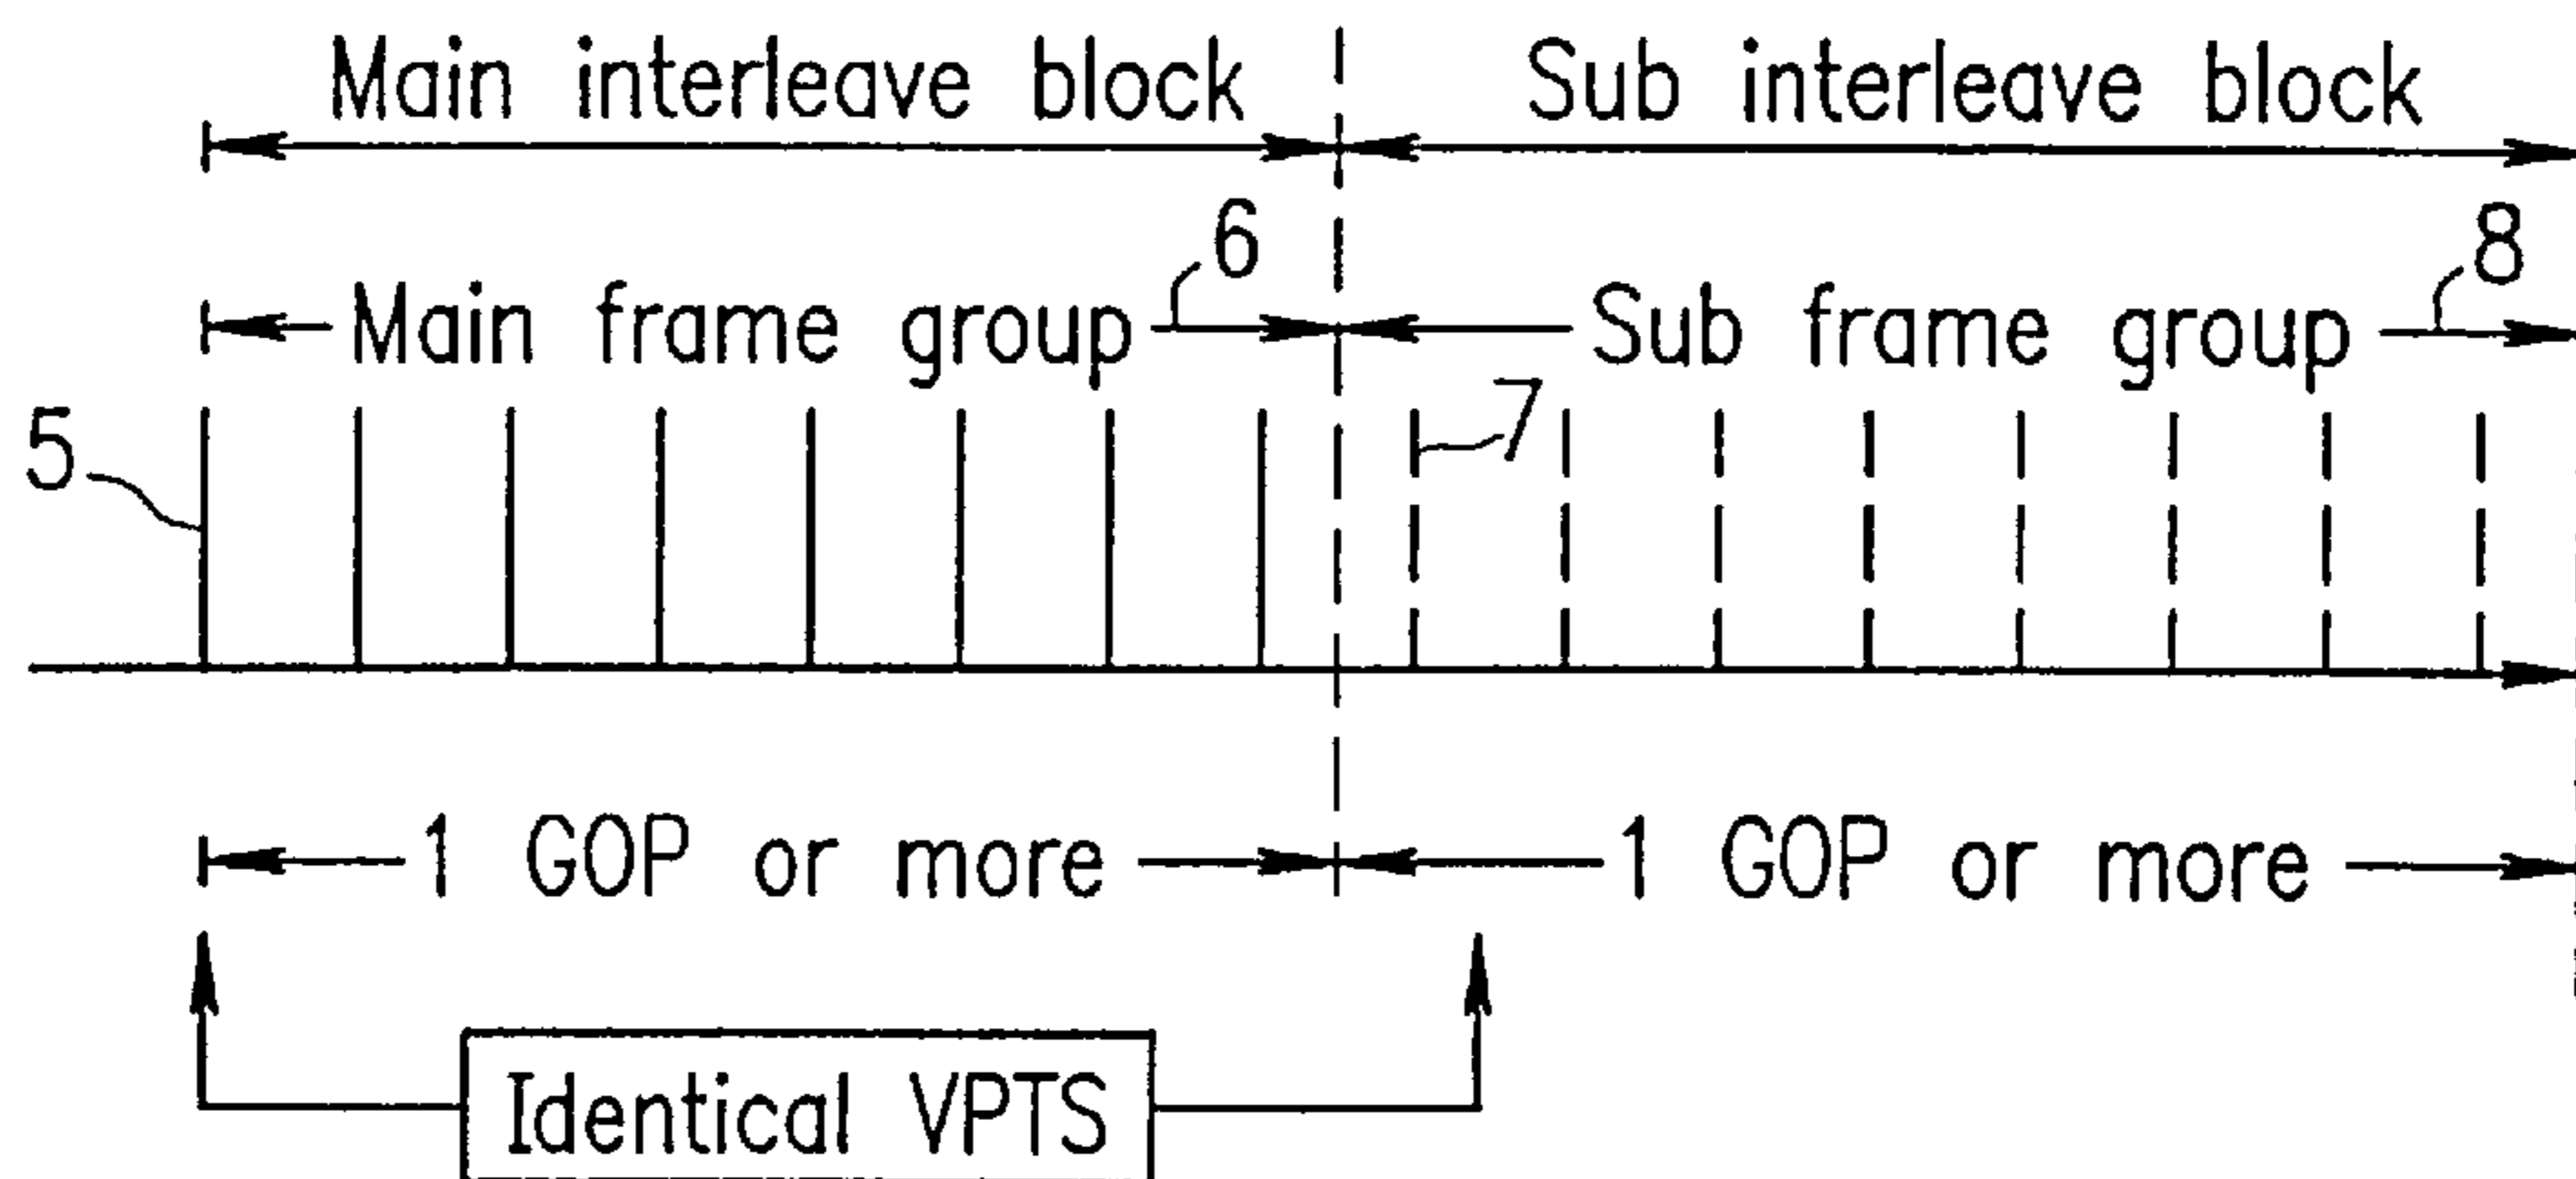 Main interleave block
Sub interleave block
6
8
Main frame group
Sub frame group
5
7
1 GOP or more
1 GOP or more
Identical VPTS